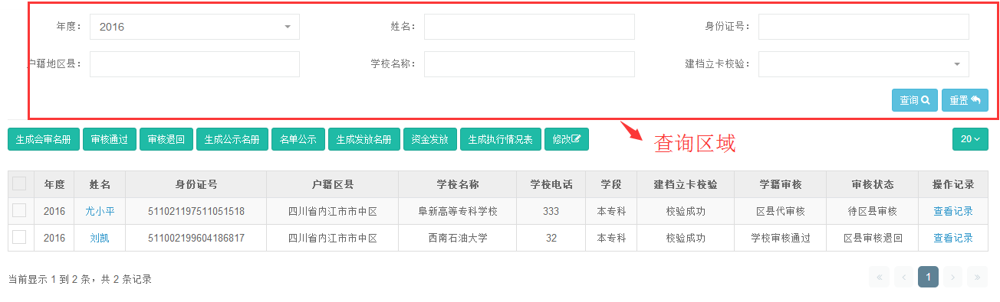 年度： 2016 姓名： 身份证号：
户籍地区县： 学校名称： 建档立卡校验：
查询 重置
生成会审名册 审核通过 审核退回 生成公示名册 名单公示 生成发放名册 资金发放 生成执行情况表 修改 20
查询区域
年度 姓名 身份证号 户籍区县 学校名称 学校电话 学段 建档立卡校验 学籍审核 审核状态 操作记录
2016 尤小平 511021197511051518 四川省内江市市中区 阜新高等专科学校 333 本专科 校验成功 区县代审核 待区县审核 查看记录
2016 刘凯 511002199604186817 四川省内江市市中区 西南石油大学 32 本专科 校验成功 学校审核通过 区县审核退回 查看记录
当前显示 1 到 2 条，共 2 条记录 « ‹ 1 › »